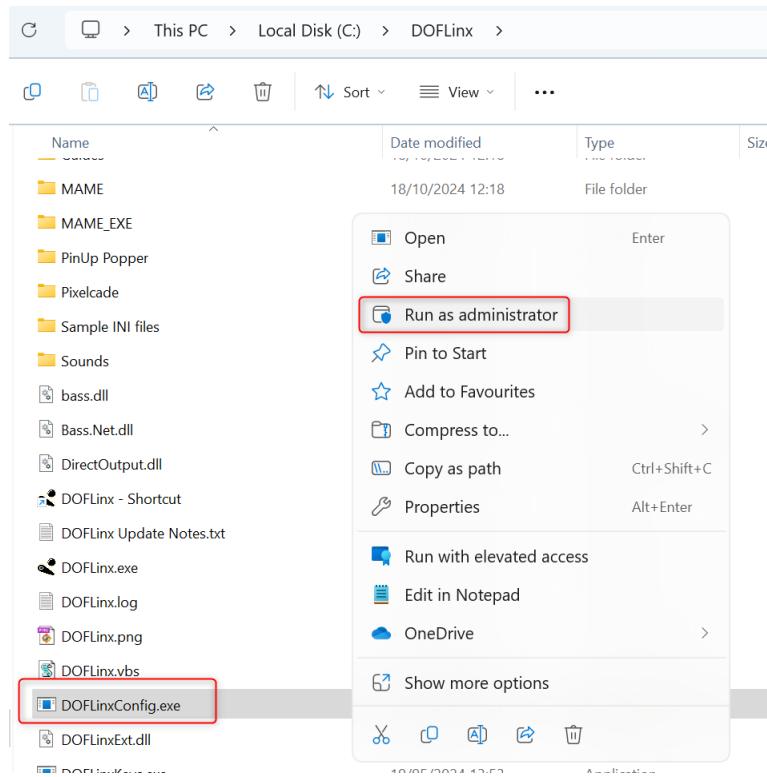 This PC > Local Disk (C:) > DOFLinx >
Sort View
Name Date modified Type
MAME 18/10/2024 12:18 File folder
MAME_EXE
PinUp Popper
Pixelcade
Sample INI files
Sounds
bass.dll
Bass.Net.dll
DirectOutput.dll
DOFLinx - Shortcut
DOFLinx Update Notes.txt
DOFLinx.exe
DOFLinx.log
DOFLinx.png
DOFLinx.vbs
DOFLinxConfig.exe
DOFLinxExt.dll
Open Enter
Share
Run as administrator
Pin to Start
Add to Favourites
Compress to...
Copy as path Ctrl+Shift+C
Properties Alt+Enter
Run with elevated access
Edit in Notepad
OneDrive
Show more options